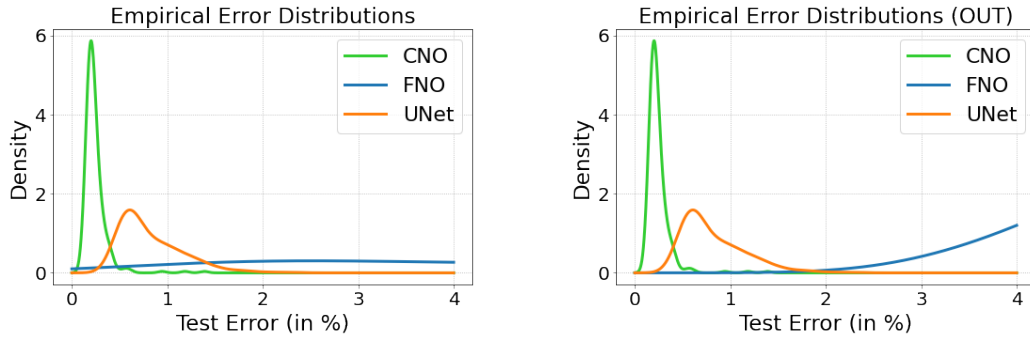 Empirical Error Distributions
6
4
2
0
Density
CNO
FNO
UNet
0 1 2 3 4
Test Error (in %)
Empirical Error Distributions (OUT)
6
4
2
0
Density
CNO
FNO
UNet
0 1 2 3 4
Test Error (in %)